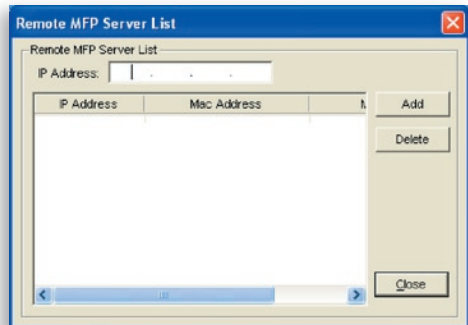 Remote MFP Server List
Remote MFP Server List
IP Address: . . .
IP Address Mac Address M
Add
Delete
Close